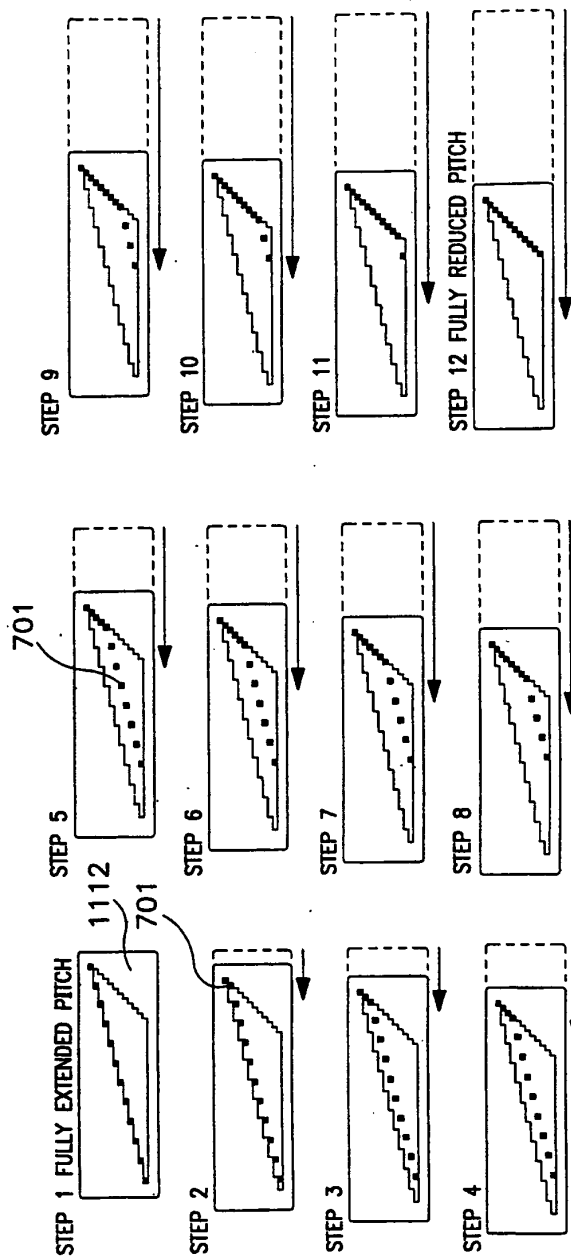 STEP 1 FULLY EXTENDED PITCH
1112
701
STEP 2
STEP 3
STEP 4
STEP 5
701
STEP 6
STEP 7
STEP 8
STEP 9
STEP 10
STEP 11
STEP 12 FULLY REDUCED PITCH